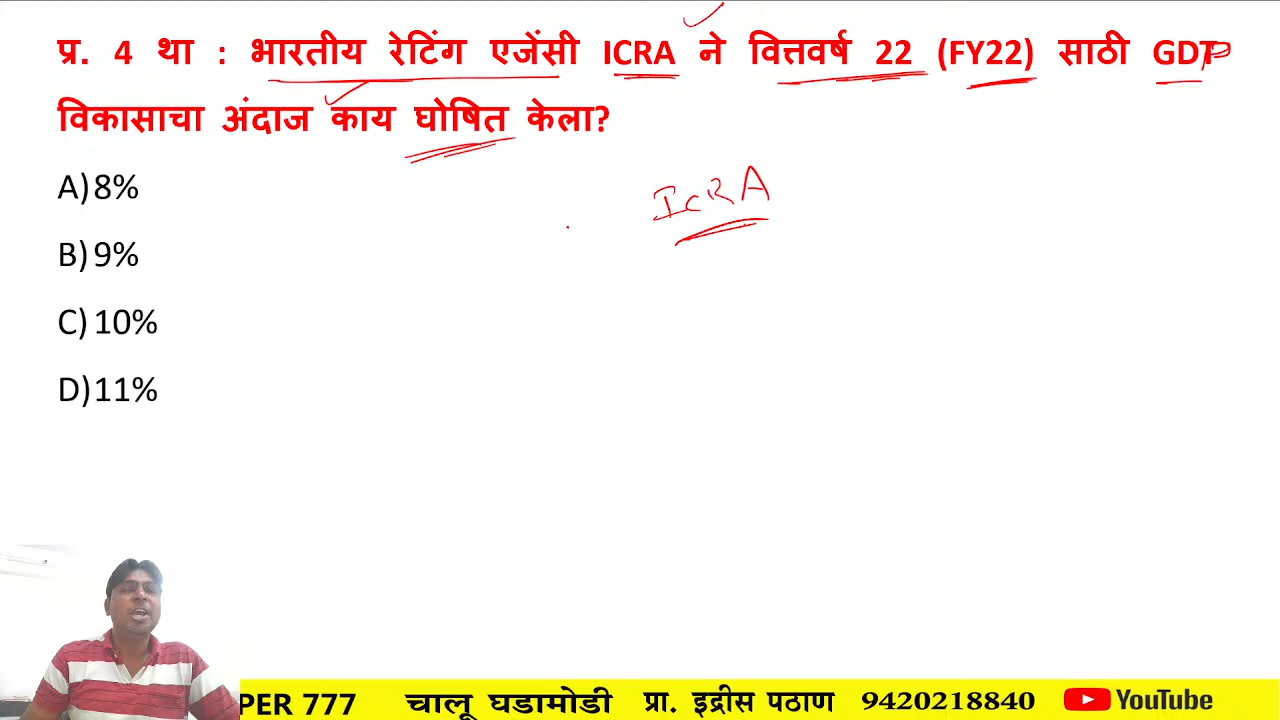 प्र. 4 था : भारतीय रेटिंग एजेंसी ICRA ने वित्तवर्ष 22 (FY22) साठी GDP
विकासाचा अंदाज काय घोषित केला?
ICRA
A) 8%
B) 9%
C) 10%
D) 11%
PER 777 चालू घडामोडी प्रा. इद्रीस पठाण 9420218840 YouTube